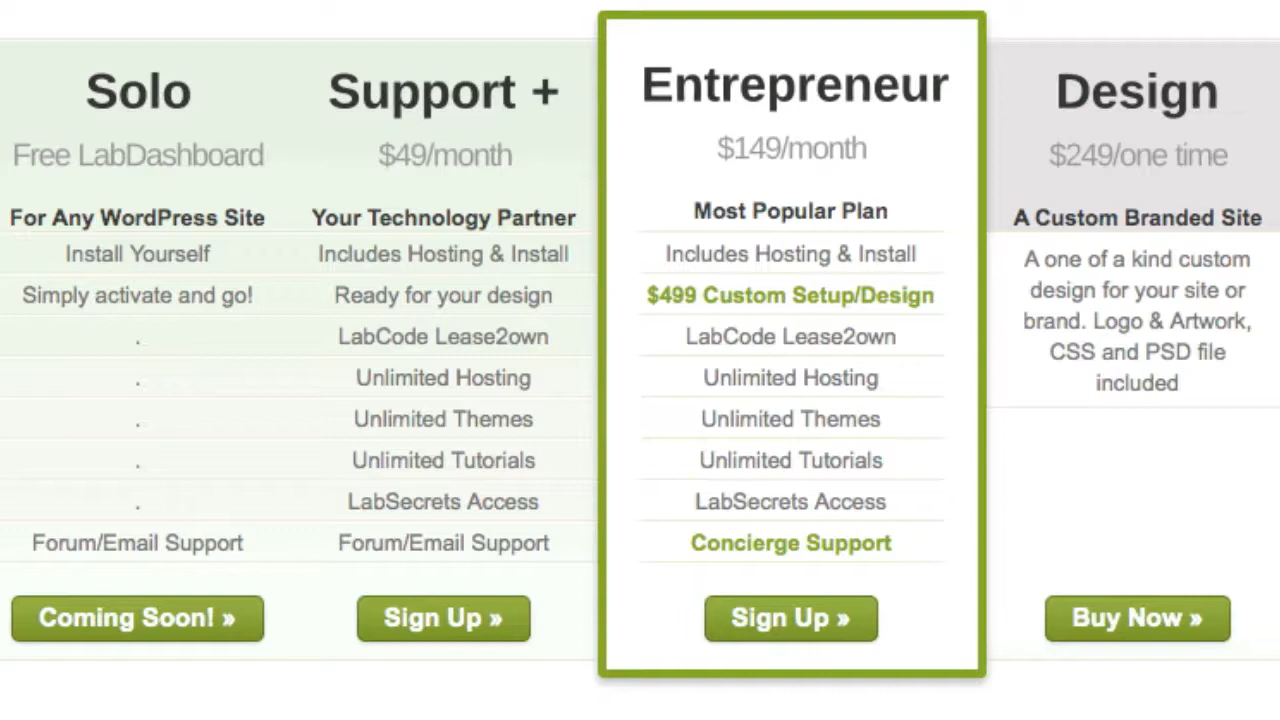 Solo
Free LabDashboard
For Any WordPress Site
Install Yourself
Simply activate and go!
.
.
.
.
.
Forum/Email Support
Coming Soon! »
Support +
$49/month
Your Technology Partner
Includes Hosting & Install
Ready for your design
LabCode Lease2own
Unlimited Hosting
Unlimited Themes
Unlimited Tutorials
LabSecrets Access
Forum/Email Support
Sign Up »
Entrepreneur
$149/month
Most Popular Plan
Includes Hosting & Install
$499 Custom Setup/Design
LabCode Lease2own
Unlimited Hosting
Unlimited Themes
Unlimited Tutorials
LabSecrets Access
Concierge Support
Sign Up »
Design
$249/one time
A Custom Branded Site
A one of a kind custom
design for your site or
brand. Logo & Artwork,
CSS and PSD file
included
Buy Now »